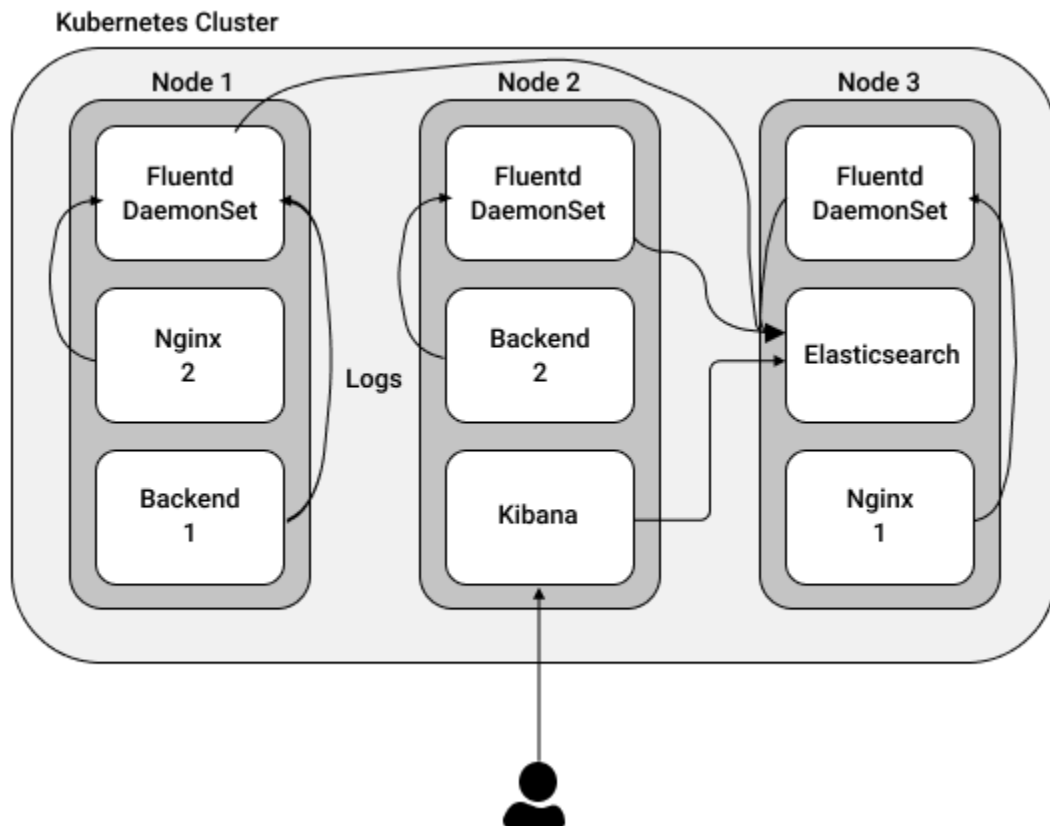 Kubernetes Cluster
Node 1
Fluentd
DaemonSet
Nginx
2
Backend
1
Logs
Node 2
Fluentd
DaemonSet
Backend
2
Kibana
Node 3
Fluentd
DaemonSet
Elasticsearch
Nginx
1